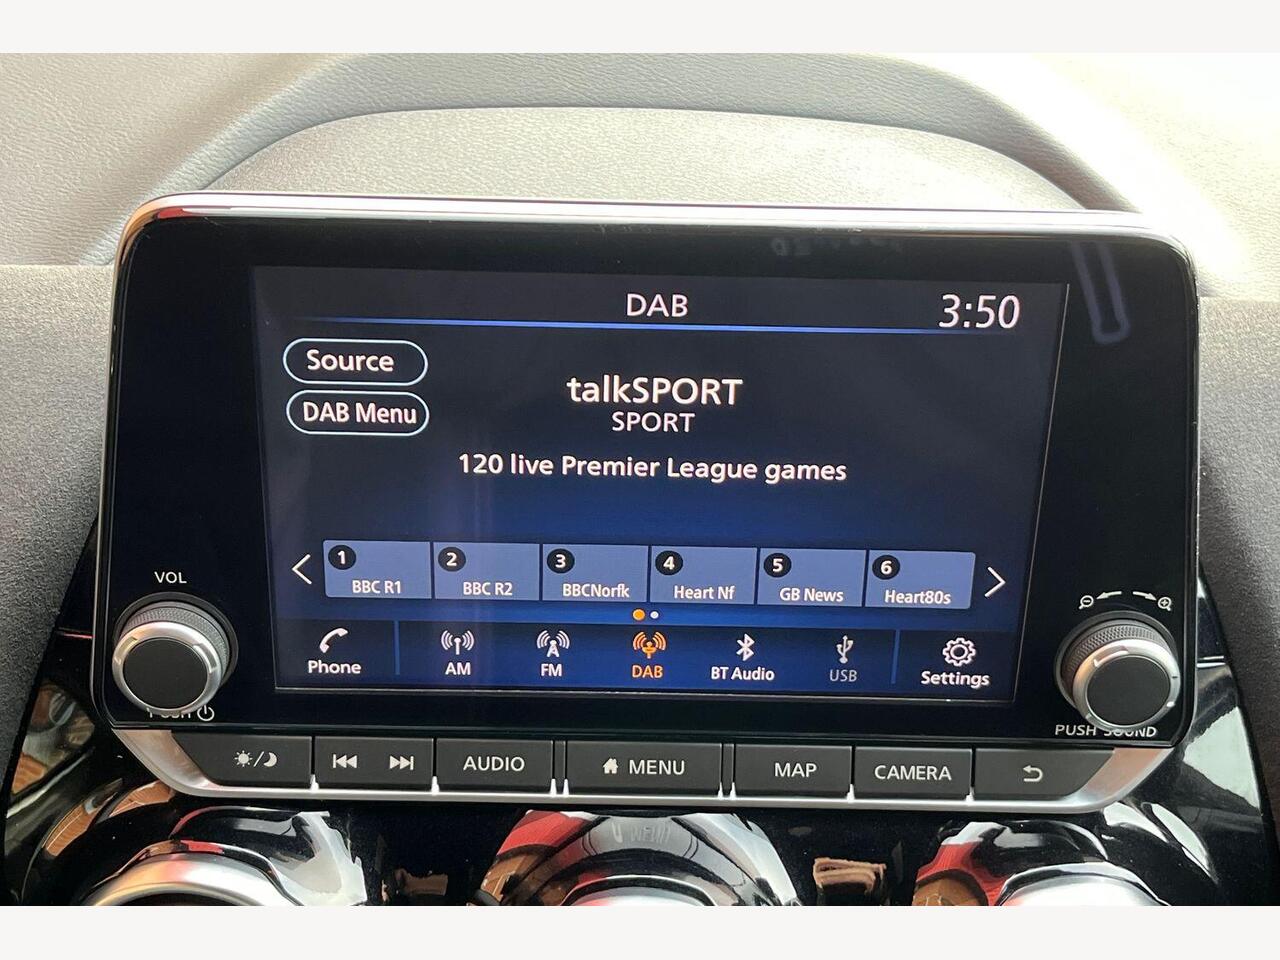 DAB
3:50
Source
DAB Menu
talkSPORT
SPORT
120 live Premier League games
1
BBC R1
2
BBC R2
3
BBCNorfk
4
Heart Nf
5
GB News
6
Heart80s
Phone
AM
FM
DAB
BT Audio
USB
Settings
VOL
PUSH
PUSH SOUND
AUDIO
MENU
MAP
CAMERA